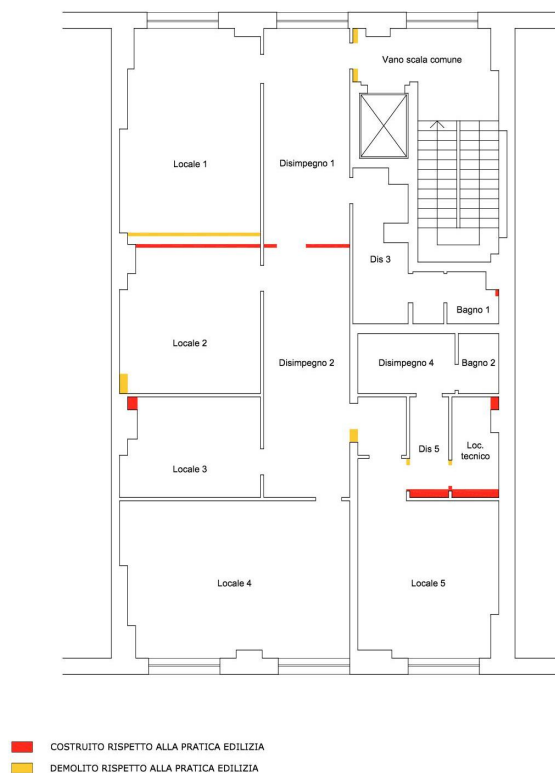 Vano scala comune
Locale 1
Disimpegno 1
Dis 3
Bagno 1
Locale 2
Disimpegno 2
Disimpegno 4
Bagno 2
Dis 5
Loc.
tecnico
Locale 3
Locale 4
Locale 5
COSTRUITO RISPETTO ALLA PRATICA EDILIZIA
DEMOLITO RISPETTO ALLA PRATICA EDILIZIA